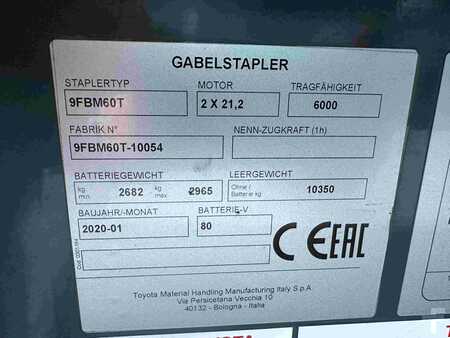 GABELSTAPLER
STAPLERTYP MOTOR TRAGFÄHIGKEIT
9FBM60T 2 X 21,2 6000
FABRIK N° NENN-ZUGKRAFT (1h)
9FBM60T-10054
BATTERIEGEWICHT LEERGEWICHT
kg min. 2682 kg max 2965 Ohne / Batterie kg 10350
BAUJAHR/-MONAT BATTERIE-V
2020-01 80
CE EAC
Toyota Material Handling Manufacturing Italy S.p.A.
Via Persicetana Vecchia 10
40132 - Bologna - Italia